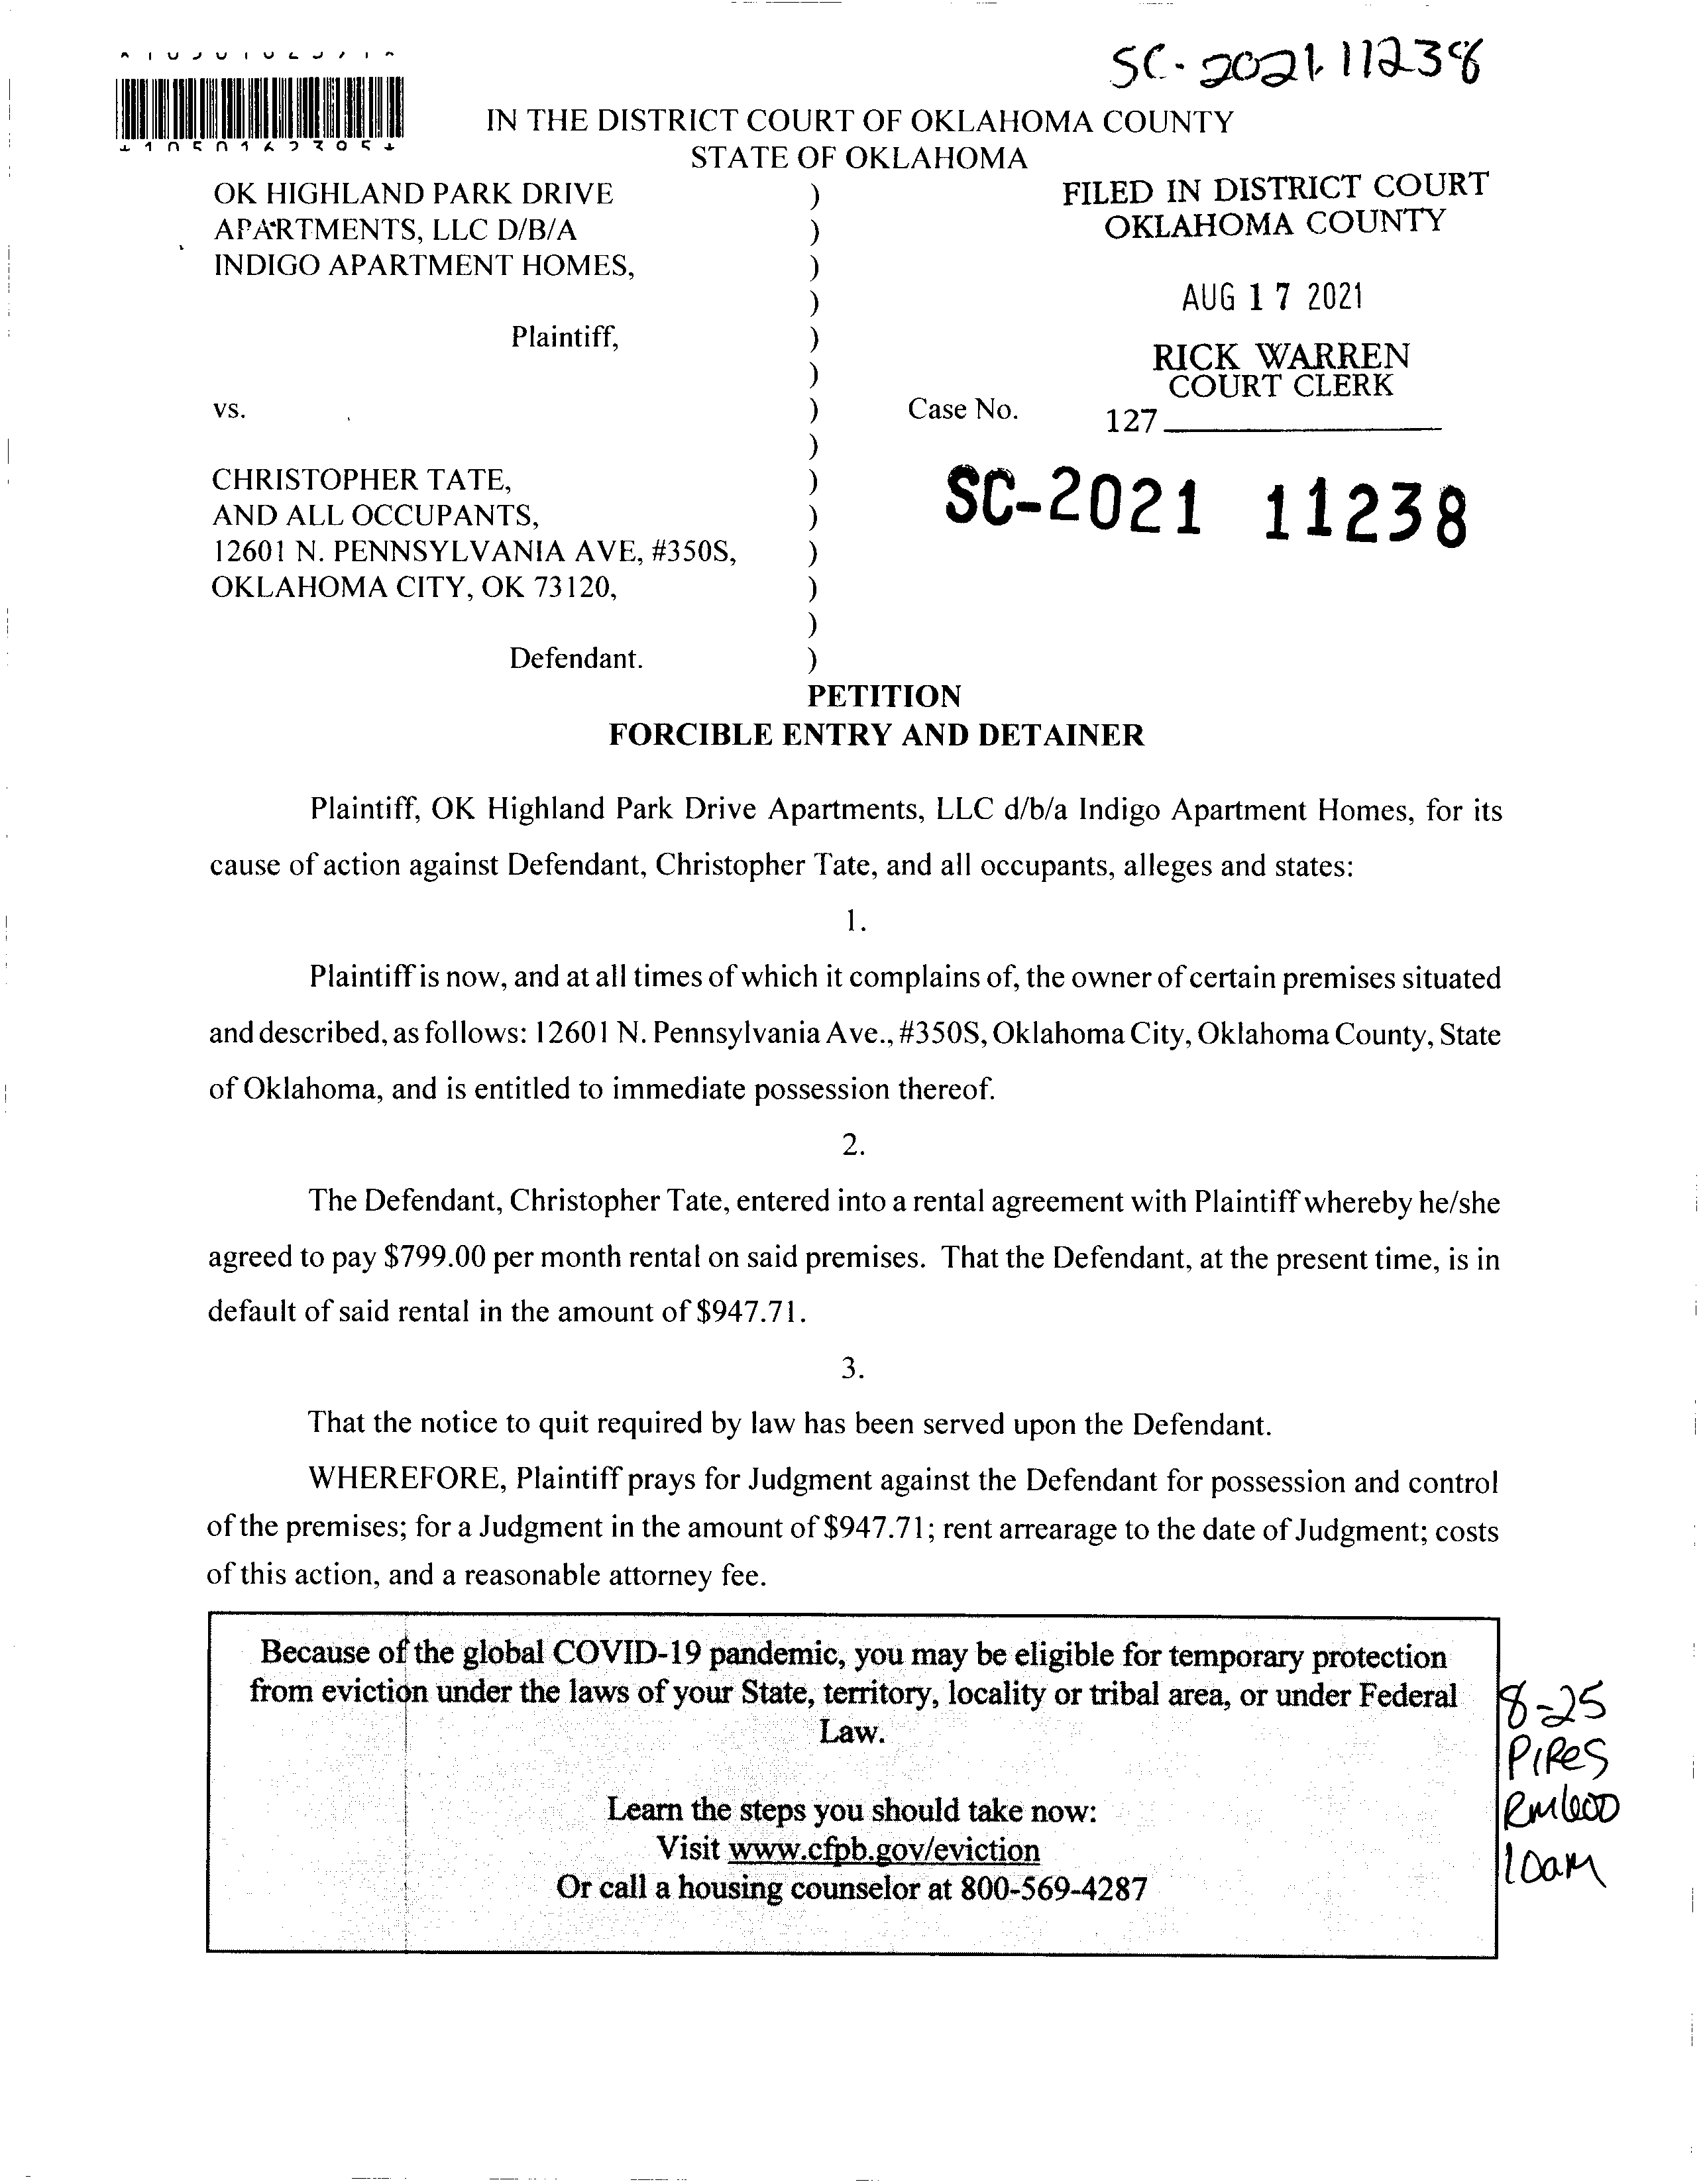 SC-2021-11238
IN THE DISTRICT COURT OF OKLAHOMA COUNTY
STATE OF OKLAHOMA
OK HIGHLAND PARK DRIVE )
APARTMENTS, LLC D/B/A )
INDIGO APARTMENT HOMES, )
)
Plaintiff, )
)
vs. ) Case No.
)
CHRISTOPHER TATE, )
AND ALL OCCUPANTS, )
12601 N. PENNSYLVANIA AVE, #350S, )
OKLAHOMA CITY, OK 73120, )
)
Defendant. )
FILED IN DISTRICT COURT
OKLAHOMA COUNTY
AUG 17 2021
RICK WARREN
COURT CLERK
127
SC-2021 11238
PETITION
FORCIBLE ENTRY AND DETAINER
Plaintiff, OK Highland Park Drive Apartments, LLC d/b/a Indigo Apartment Homes, for its
cause of action against Defendant, Christopher Tate, and all occupants, alleges and states:
1.
Plaintiff is now, and at all times of which it complains of, the owner of certain premises situated
and described, as follows: 12601 N. Pennsylvania Ave., #350S, Oklahoma City, Oklahoma County, State
of Oklahoma, and is entitled to immediate possession thereof.
2.
The Defendant, Christopher Tate, entered into a rental agreement with Plaintiff whereby he/she
agreed to pay $799.00 per month rental on said premises. That the Defendant, at the present time, is in
default of said rental in the amount of $947.71.
3.
That the notice to quit required by law has been served upon the Defendant.
WHEREFORE, Plaintiff prays for Judgment against the Defendant for possession and control
of the premises; for a Judgment in the amount of $947.71; rent arrearage to the date of Judgment; costs
of this action, and a reasonable attorney fee.
Because of the global COVID-19 pandemic, you may be eligible for temporary protection
from eviction under the laws of your State, territory, locality or tribal area, or under Federal
Law.
Learn the steps you should take now:
Visit www.cfpb.gov/eviction
Or call a housing counselor at 800-569-4287
8-25
PIReS
Rm600
10am